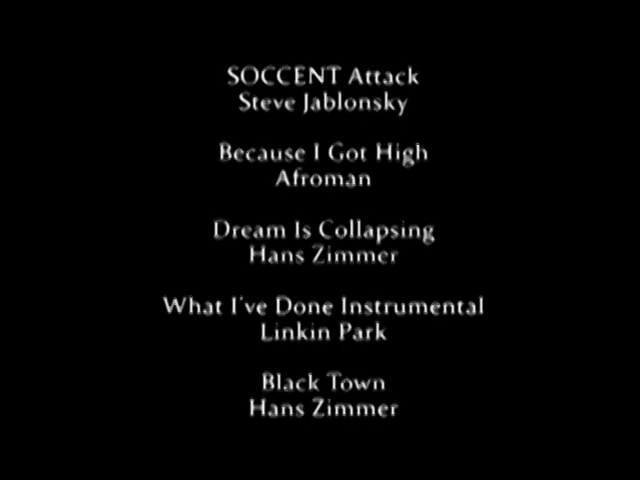 SOCCENT Attack
Steve Jablonsky
Because I Got High
Afroman
Dream Is Collapsing
Hans Zimmer
What I've Done Instrumental
Linkin Park
Black Town
Hans Zimmer